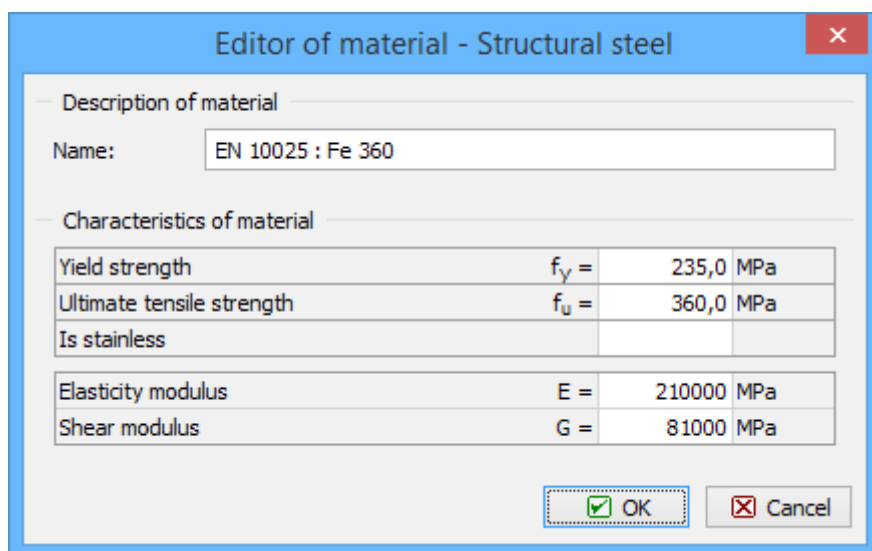 Editor of material - Structural steel
Description of material
Name: EN 10025 : Fe 360
Characteristics of material
Yield strength fy = 235,0 MPa
Ultimate tensile strength fu = 360,0 MPa
Is stainless
Elasticity modulus E = 210000 MPa
Shear modulus G = 81000 MPa
OK Cancel